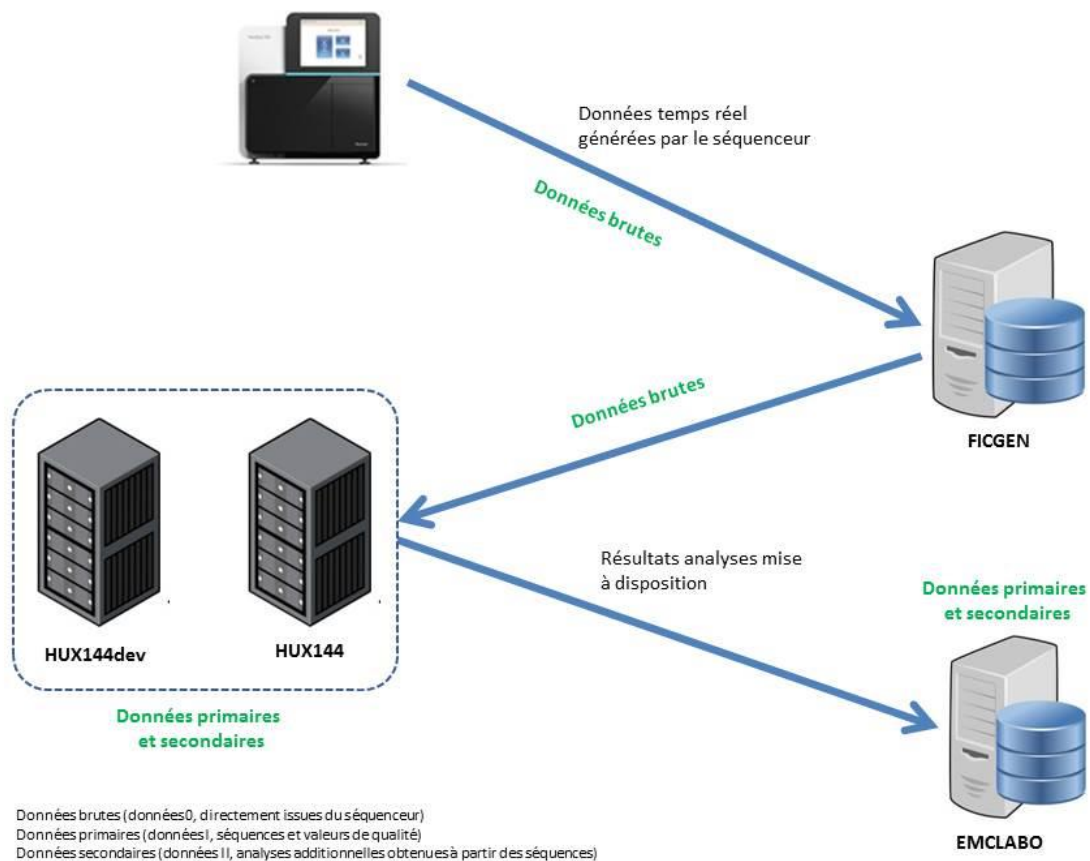 Données temps réel
générées par le séquenceur
Données brutes
Données brutes
FICGEN
HUX144dev
HUX144
Résultats analyses mise
à disposition
Données primaires
et secondaires
Données primaires
et secondaires
EMCLABO
Données brutes (données0, directement issues du séquenceur)
Données primaires (données I, séquences et valeurs de qualité)
Données secondaires (données II, analyses additionnelles obtenues à partir des séquences)